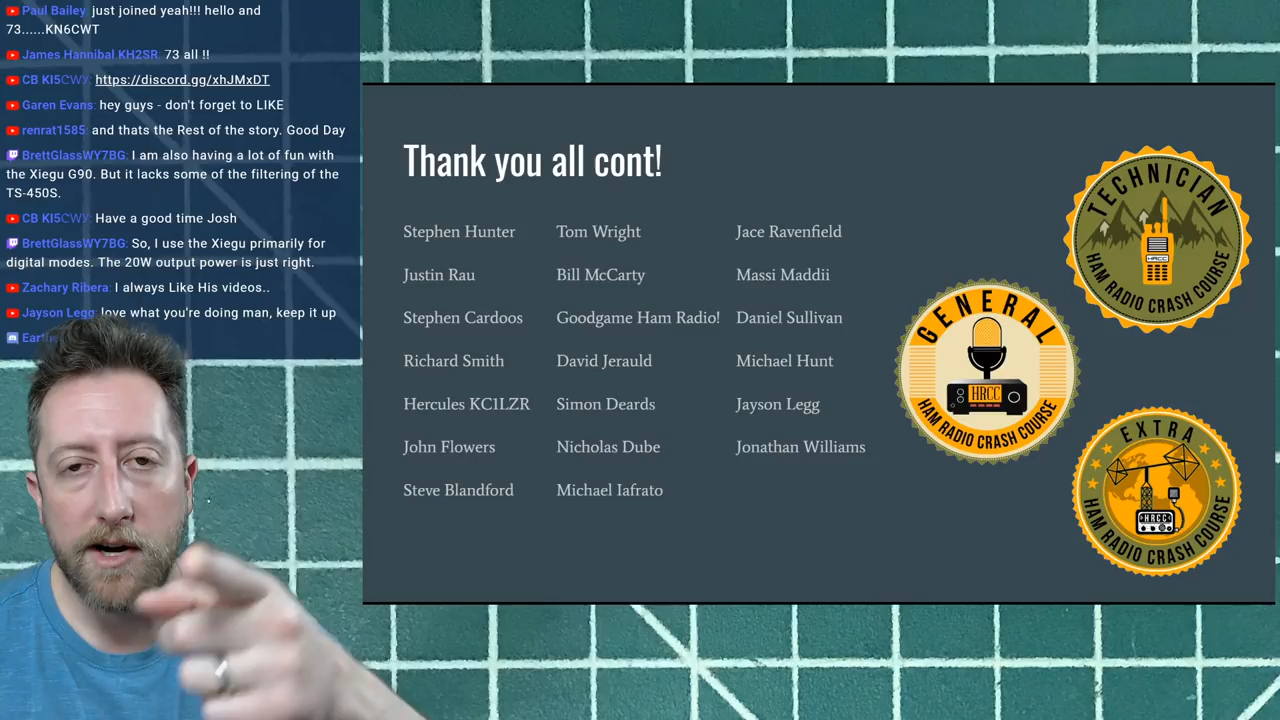 Paul Bailey: just joined yeah!!! hello and
73......KN6CWT
James Hannibal KH2SR: 73 all !!
CB KI5CWY: https://discord.gg/xhJMxDT
Garen Evans: hey guys - don't forget to LIKE
renrat1585: and thats the Rest of the story. Good Day
BrettGlassWY7BG: I am also having a lot of fun with
the Xiegu G90. But it lacks some of the filtering of the
TS-450S.
CB KI5CWY: Have a good time Josh
BrettGlassWY7BG: So, I use the Xiegu primarily for
digital modes. The 20W output power is just right.
Zachary Ribera: I always Like His videos..
Jayson Legg: love what you're doing man, keep it up
Thank you all cont!
Stephen Hunter Tom Wright Jace Ravenfield
Justin Rau Bill McCarty Massi Maddii
Stephen Cardoos Goodgame Ham Radio! Daniel Sullivan
Richard Smith David Jerauld Michael Hunt
Hercules KC1LZR Simon Deards Jayson Legg
John Flowers Nicholas Dube Jonathan Williams
Steve Blandford Michael Iafrato
TECHNICIAN
HRCC
HAM RADIO CRASH COURSE
GENERAL
HRCC
HAM RADIO CRASH COURSE
EXTRA
HRCC
HAM RADIO CRASH COURSE